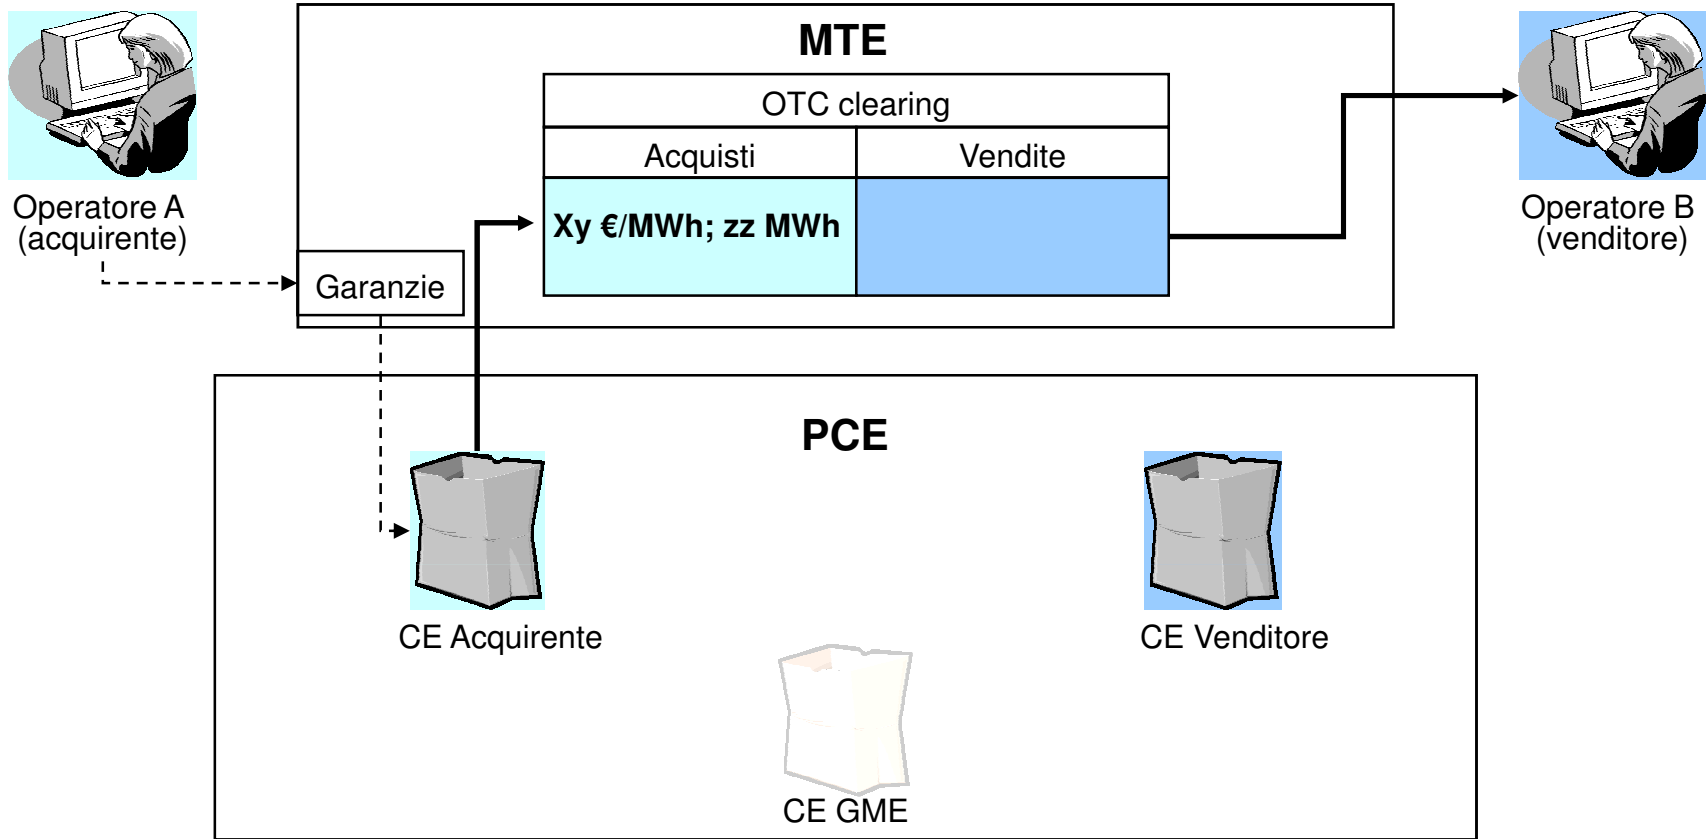 MTE
OTC clearing
Acquisti
Vendite
Xy €/MWh; zz MWh
Operatore A
(acquirente)
Operatore B
(venditore)
Garanzie
PCE
CE Acquirente
CE Venditore
CE GME